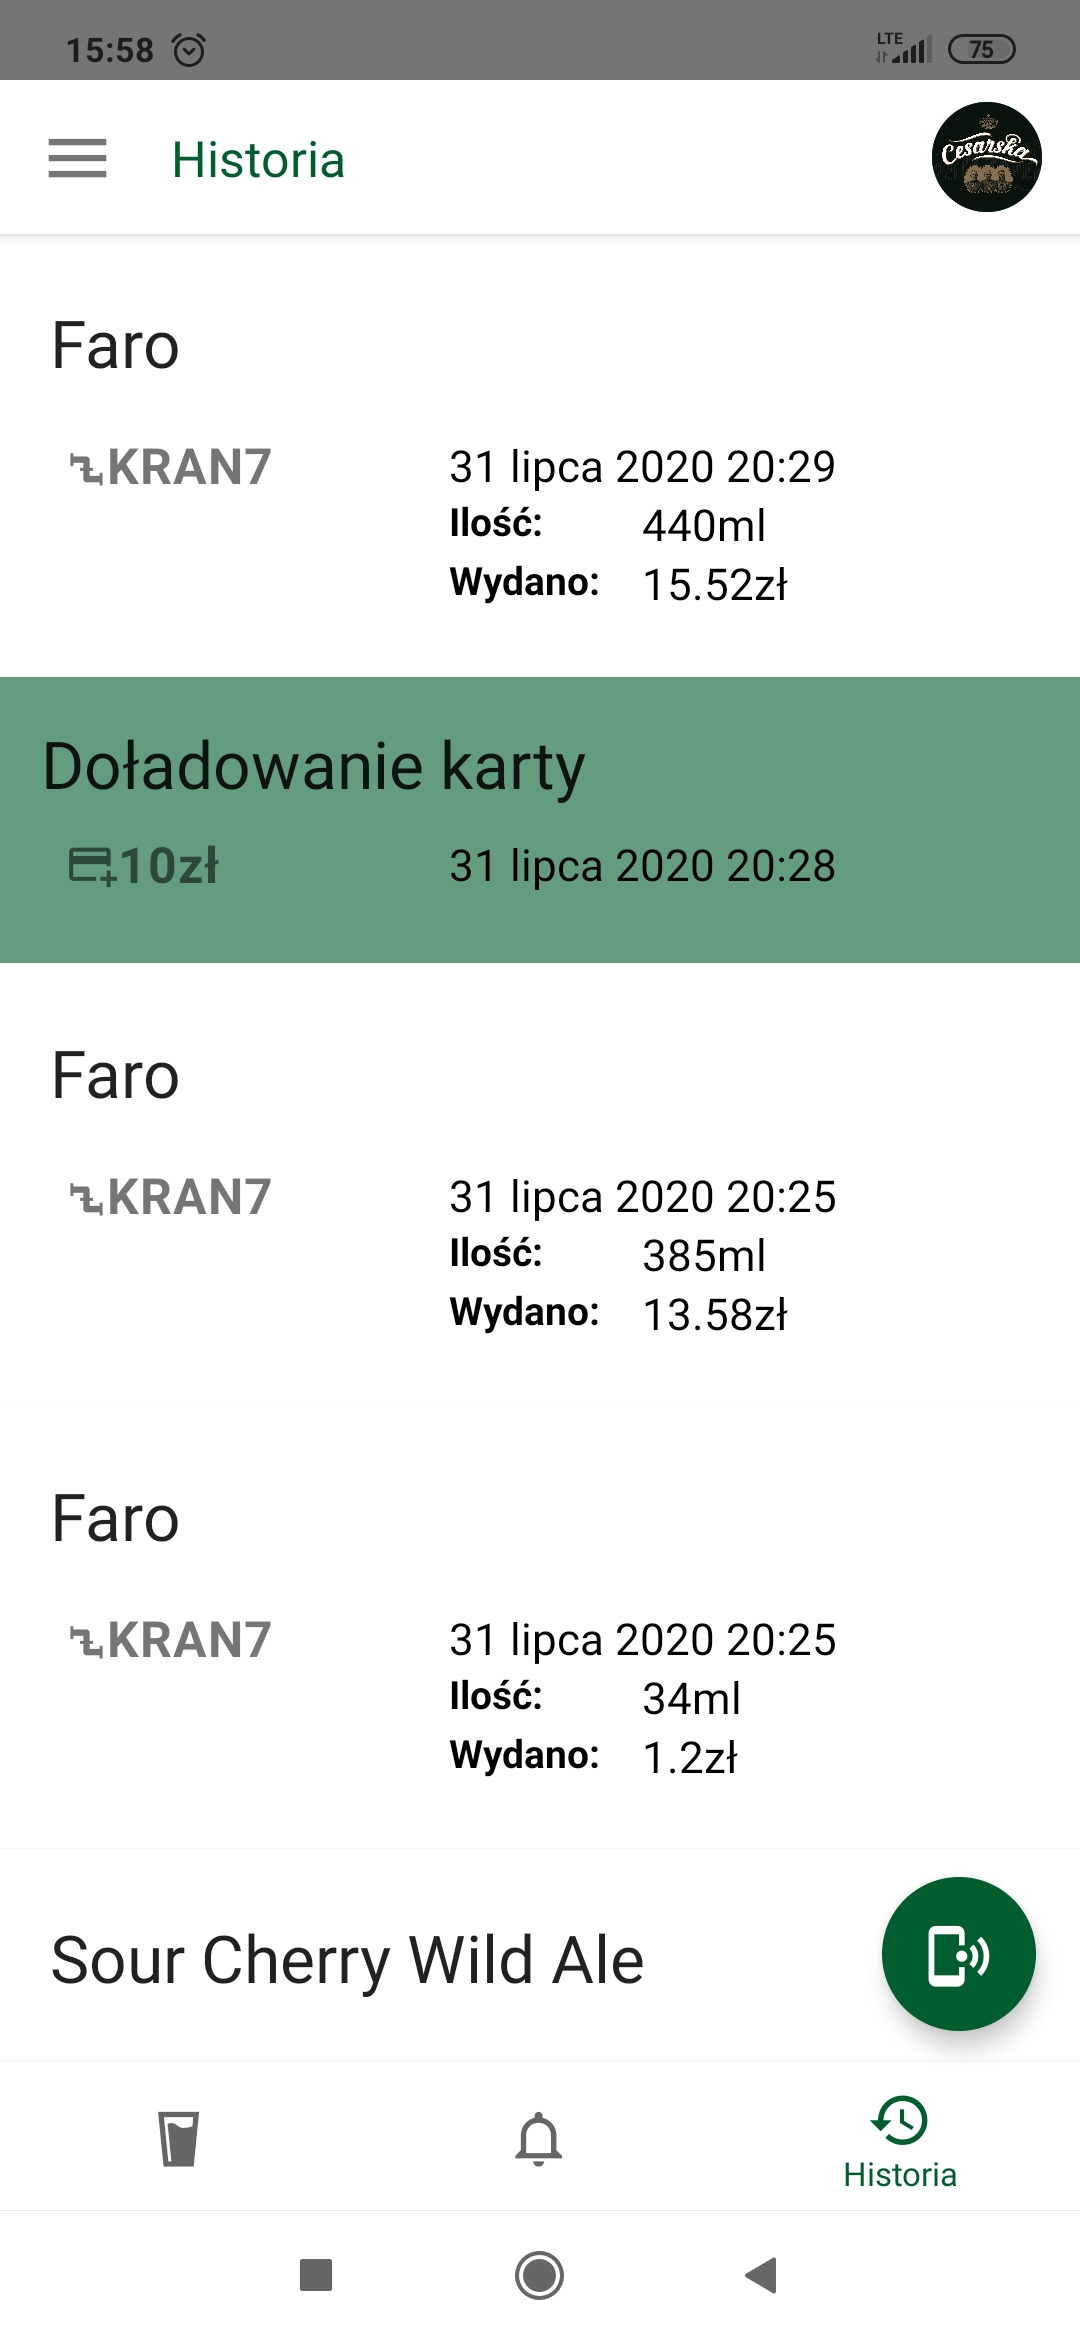 15:58
LTE
75
Historia
Cesarska
Faro
KRAN7
31 lipca 2020 20:29
Ilość: 440ml
Wydano: 15.52zł
Doładowanie karty
10zł
31 lipca 2020 20:28
Faro
KRAN7
31 lipca 2020 20:25
Ilość: 385ml
Wydano: 13.58zł
Faro
KRAN7
31 lipca 2020 20:25
Ilość: 34ml
Wydano: 1.2zł
Sour Cherry Wild Ale
Historia